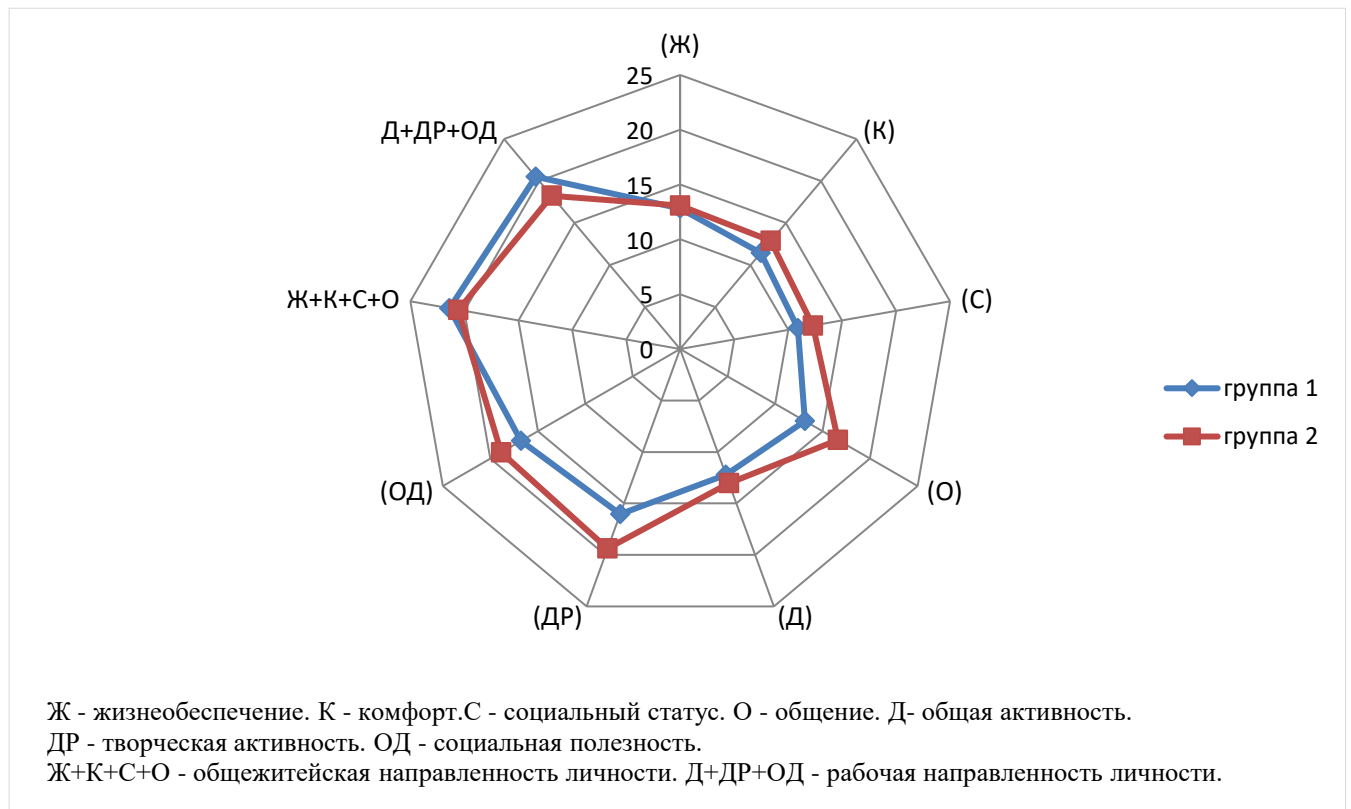 (Ж)
25
Д+ДР+ОД
20
(К)
15
10
Ж+К+С+О
5
(С)
0
группа 1
группа 2
(ОД)
(О)
(ДР)
(Д)
Ж - жизнеобеспечение. К - комфорт.С - социальный статус. О - общение. Д- общая активность.
ДР - творческая активность. ОД - социальная полезность.
Ж+К+С+О - общежитейская направленность личности. Д+ДР+ОД - рабочая направленность личности.